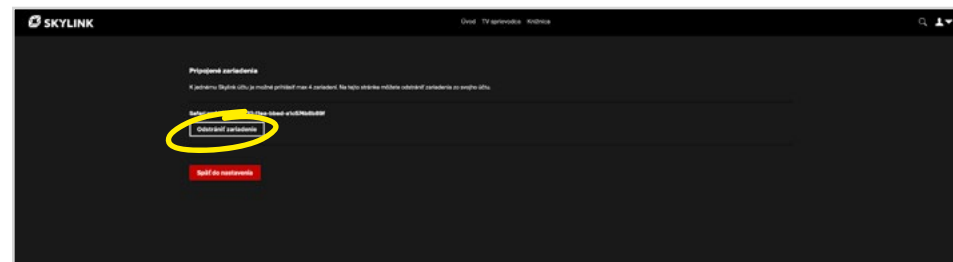 SKYLINK
Úvod TV sprievodca Knižnica
Pripojené zariadenia
K jednému Skylink účtu je možné prihlásiť max 4 zariadení. Na tejto stránke môžete odstrániť zariadenia zo svojho účtu.
Odstrániť zariadenie
Späť do nastavenia